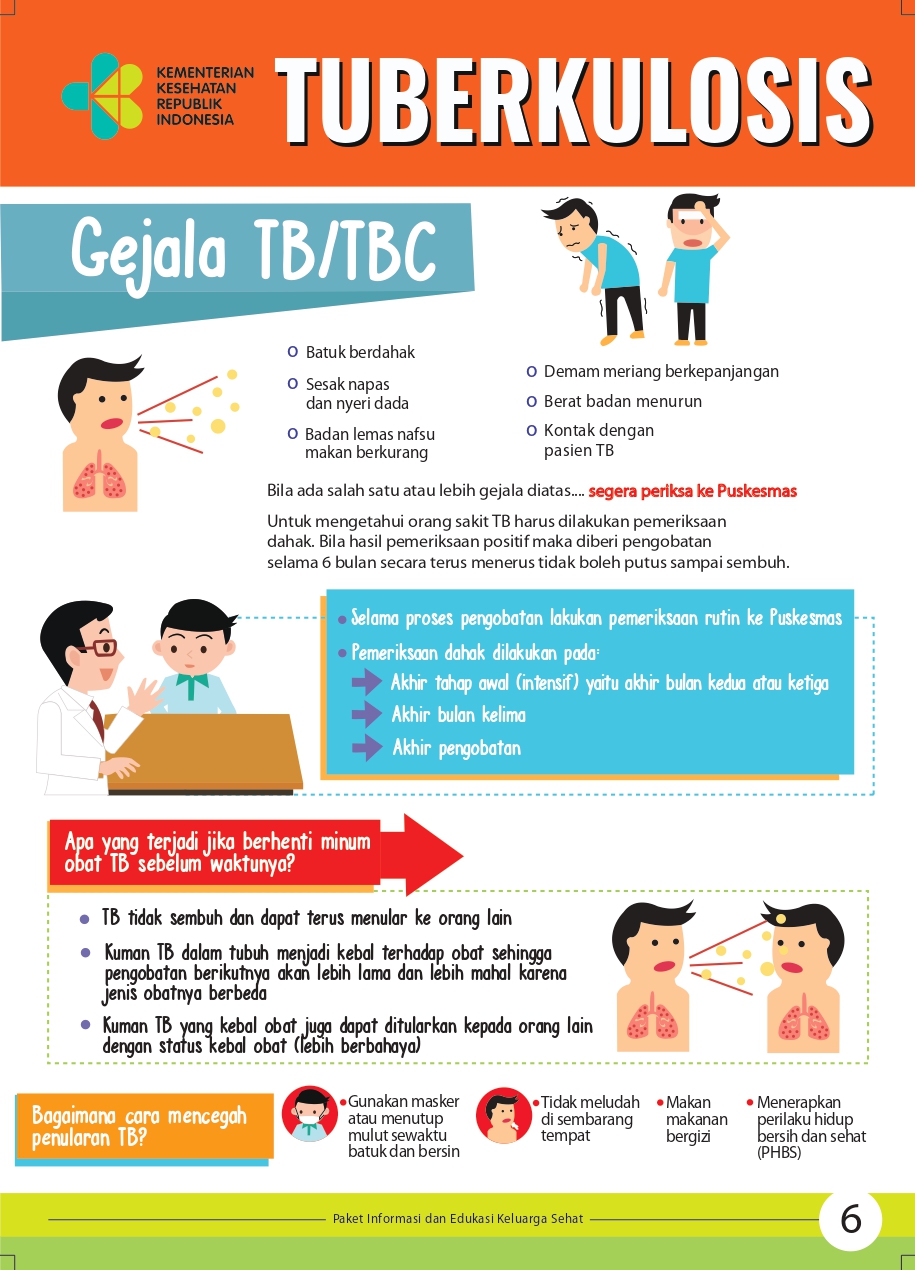 KEMENTERIAN
KESEHATAN
REPUBLIK
INDONESIA
TUBERKULOSIS
Gejala TB/TBC
o Batuk berdahak
o Sesak napas
dan nyeri dada
o Badan lemas nafsu
makan berkurang
o Demam meriang berkepanjangan
o Berat badan menurun
o Kontak dengan
pasien TB
Bila ada salah satu atau lebih gejala diatas.... segera periksa ke Puskesmas
Untuk mengetahui orang sakit TB harus dilakukan pemeriksaan
dahak. Bila hasil pemeriksaan positif maka diberi pengobatan
selama 6 bulan secara terus menerus tidak boleh putus sampai sembuh.
• Selama proses pengobatan lakukan pemeriksaan rutin ke Puskesmas
• Pemeriksaan dahak dilakukan pada:
Akhir tahap awal (intensif) yaitu akhir bulan kedua atau ketiga
Akhir bulan kelima
Akhir pengobatan
Apa yang terjadi jika berhenti minum
obat TB sebelum waktunya?
• TB tidak sembuh dan dapat terus menular ke orang lain
• Kuman TB dalam tubuh menjadi kebal terhadap obat sehingga
pengobatan berikutnya akan lebih lama dan lebih mahal karena
jenis obatnya berbeda
• Kuman TB yang kebal obat juga dapat ditularkan kepada orang lain
dengan status kebal obat (lebih berbahaya)
Bagaimana cara mencegah
penularan TB?
• Gunakan masker
atau menutup
mulut sewaktu
batuk dan bersin
• Tidak meludah
di sembarang
tempat
• Makan
makanan
bergizi
• Menerapkan
perilaku hidup
bersih dan sehat
(PHBS)
Paket Informasi dan Edukasi Keluarga Sehat
6